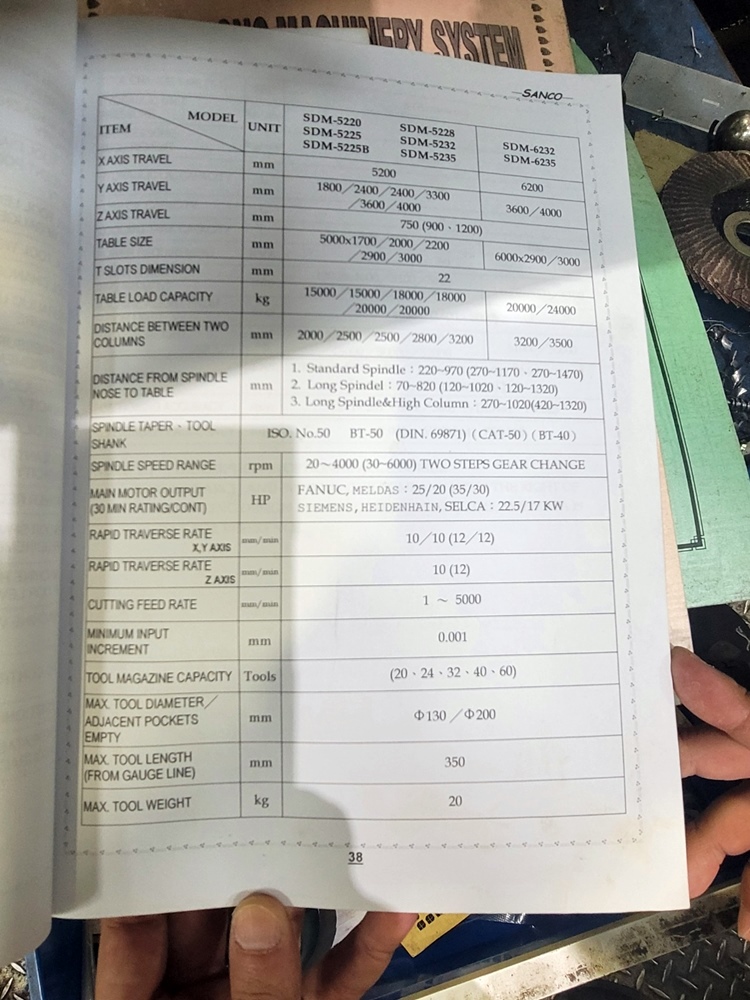 MACHINERY SYSTEM
SANCO
ITEM MODEL UNIT SDM-5220 SDM-5225 SDM-5225B SDM-5228 SDM-5232 SDM-5235 SDM-6232 SDM-6235
X AXIS TRAVEL mm 5200 6200
Y AXIS TRAVEL mm 1800／2400／2400／3300
／3600／4000 3600／4000
Z AXIS TRAVEL mm 750 (900、1200)
TABLE SIZE mm 5000x1700／2000／2200
／2900／3000 6000x2900／3000
T SLOTS DIMENSION mm 22
TABLE LOAD CAPACITY kg 15000／15000／18000／18000
／20000／20000 20000／24000
DISTANCE BETWEEN TWO
COLUMNS mm 2000／2500／2500／2800／3200 3200／3500
DISTANCE FROM SPINDLE
NOSE TO TABLE mm
1. Standard Spindle：220~970 (270~1170、270~1470)
2. Long Spindel：70~820 (120~1020、120~1320)
3. Long Spindle&High Column：270~1020(420~1320)
SPINDLE TAPER、TOOL
SHANK ISO. No.50 BT-50 (DIN. 69871) (CAT-50) (BT-40)
SPINDLE SPEED RANGE rpm 20~4000 (30~6000) TWO STEPS GEAR CHANGE
MAIN MOTOR OUTPUT
(30 MIN RATING/CONT) HP
FANUC, MELDAS：25/20 (35/30)
SIEMENS, HEIDENHAIN, SELCA：22.5/17 KW
RAPID TRAVERSE RATE
X,Y AXIS mm/min 10／10 (12／12)
RAPID TRAVERSE RATE
Z AXIS mm/min 10 (12)
CUTTING FEED RATE mm/min 1 ~ 5000
MINIMUM INPUT
INCREMENT mm 0.001
TOOL MAGAZINE CAPACITY Tools (20、24、32、40、60)
MAX. TOOL DIAMETER／
ADJACENT POCKETS
EMPTY mm Φ130 ／Φ200
MAX. TOOL LENGTH
(FROM GAUGE LINE) mm 350
MAX. TOOL WEIGHT kg 20
38